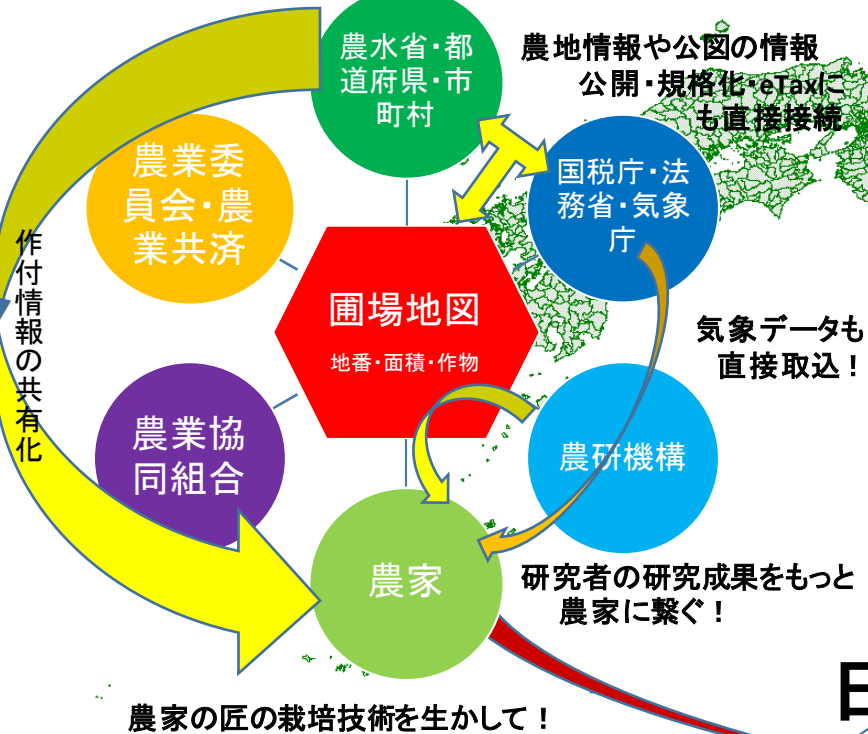 農水省・都
道府県・市
町村
農地情報や公図の情報
公開・規格化・eTaxに
も直接接続
農業委
員会・農
業共済
国税庁・法
務省・気象
庁
作付情報の共有化
圃場地図
地番・面積・作物
気象データも
直接取込！
農業協
同組合
農研機構
農家
研究者の研究成果をもっと
農家に繋ぐ！
農家の匠の栽培技術を生かして！